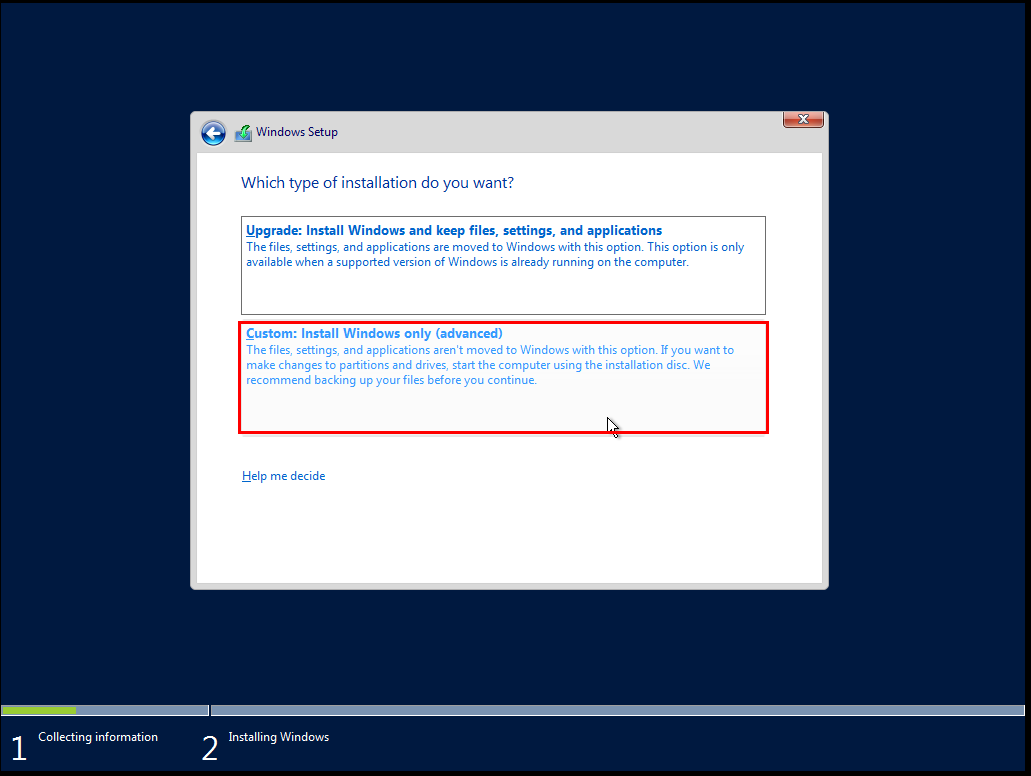 Windows Setup
Which type of installation do you want?
Upgrade: Install Windows and keep files, settings, and applications
The files, settings, and applications are moved to Windows with this option. This option is only
available when a supported version of Windows is already running on the computer.
Custom: Install Windows only (advanced)
The files, settings, and applications aren't moved to Windows with this option. If you want to
make changes to partitions and drives, start the computer using the installation disc. We
recommend backing up your files before you continue.
Help me decide
1 Collecting information 2 Installing Windows